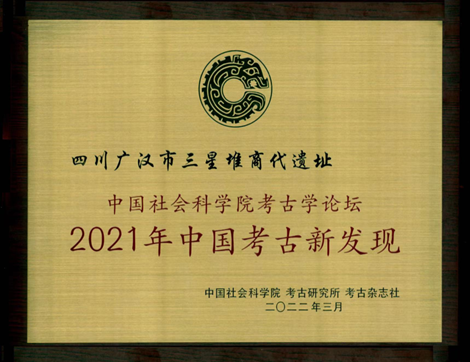 四川广汉市三星堆商代遗址
中国社会科学院考古学论坛
2021年中国考古新发现
中国社会科学院 考古研究所 考古杂志社
二〇二二年三月